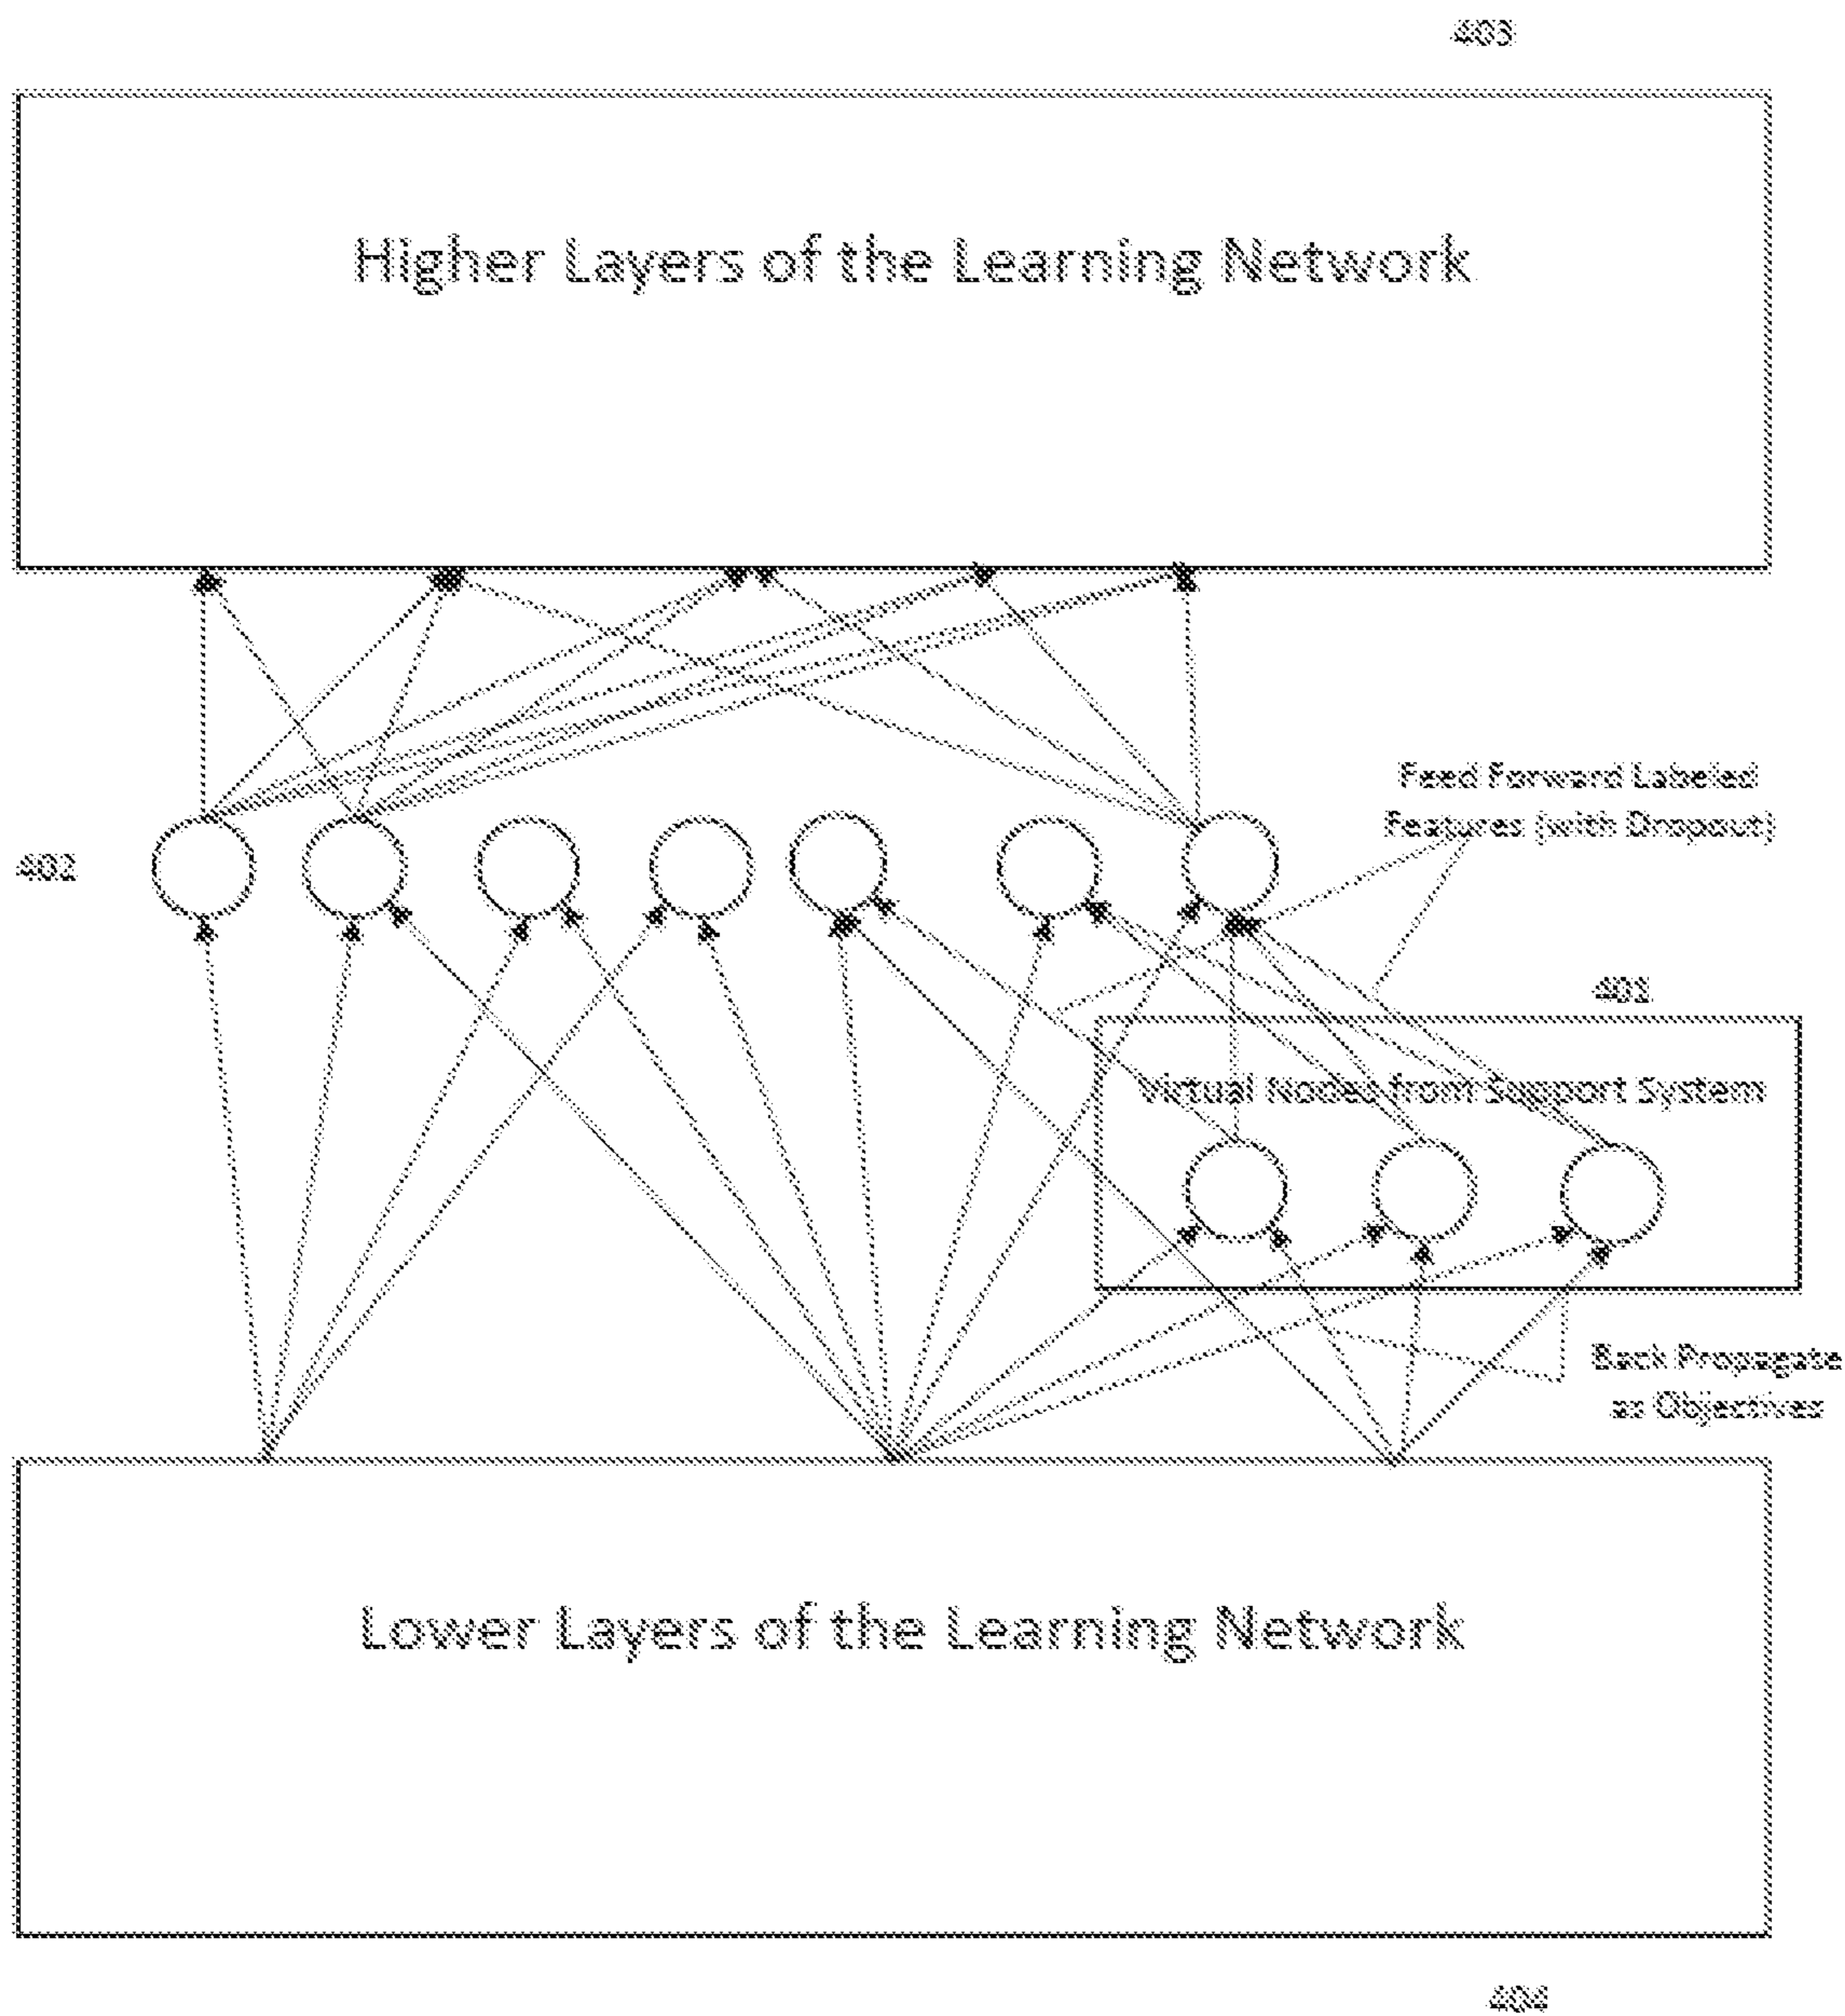 403
Higher Layers of the Learning Network
Feed Forward Labeled
Features (with Dropout)
402
401
Virtual Nodes from Support System
Back Propagate
as Objectives
Lower Layers of the Learning Network
404